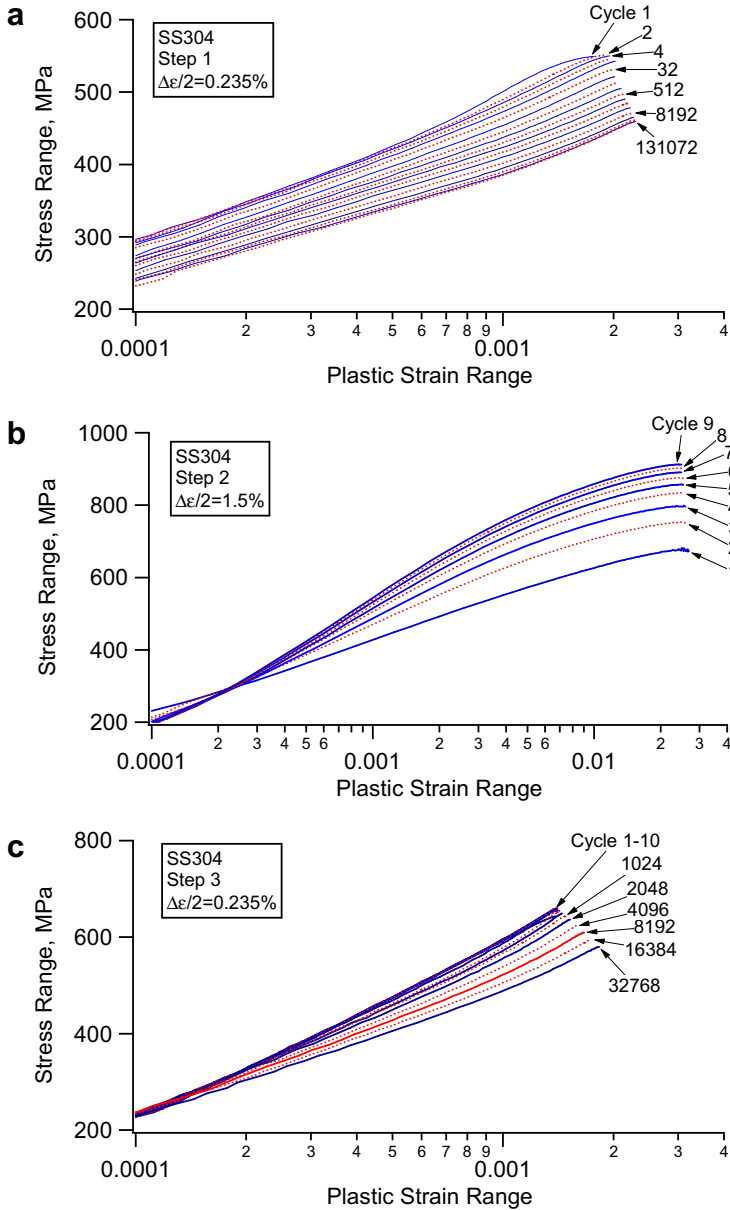 a
SS304
Step 1
Δε/2=0.235%
Cycle 1
2
4
32
512
8192
131072
600
500
400
300
200
Stress Range, MPa
2 3 4 5 6 7 8 9 2 3 4
0.0001 0.001
Plastic Strain Range
b
SS304
Step 2
Δε/2=1.5%
Cycle 9
8
7
1000
800
600
400
200
Stress Range, MPa
2 3 4 5 6 2 3 4 5 6 2 3 4
0.0001 0.001 0.01
Plastic Strain Range
c
SS304
Step 3
Δε/2=0.235%
Cycle 1-10
1024
2048
4096
8192
16384
32768
800
600
400
200
Stress Range, MPa
2 3 4 5 6 7 8 9 2 3 4
0.0001 0.001
Plastic Strain Range